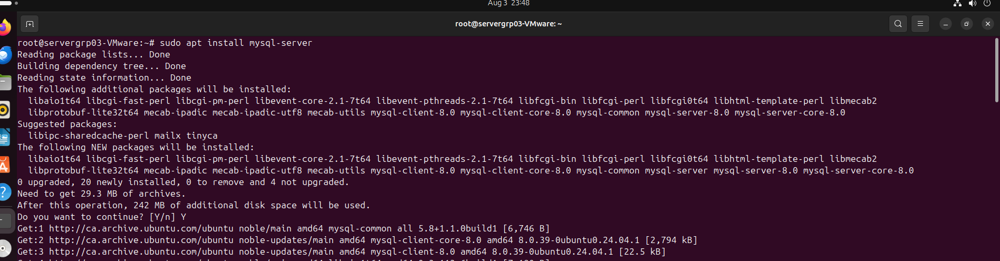 Aug 3 23:48
root@servergrp03-VMware: ~
root@servergrp03-VMware:~# sudo apt install mysql-server
Reading package lists... Done
Building dependency tree... Done
Reading state information... Done
The following additional packages will be installed:
  libaio1t64 libcgi-fast-perl libcgi-pm-perl libevent-core-2.1-7t64 libevent-pthreads-2.1-7t64 libfcgi-bin libfcgi-perl libfcgi0t64 libhtml-template-perl libmecab2
  libprotobuf-lite32t64 mecab-ipadic mecab-ipadic-utf8 mecab-utils mysql-client-8.0 mysql-client-core-8.0 mysql-common mysql-server-8.0 mysql-server-core-8.0
Suggested packages:
  libipc-sharedcache-perl mailx tinyca
The following NEW packages will be installed:
  libaio1t64 libcgi-fast-perl libcgi-pm-perl libevent-core-2.1-7t64 libevent-pthreads-2.1-7t64 libfcgi-bin libfcgi-perl libfcgi0t64 libhtml-template-perl libmecab2
  libprotobuf-lite32t64 mecab-ipadic mecab-ipadic-utf8 mecab-utils mysql-client-8.0 mysql-client-core-8.0 mysql-common mysql-server mysql-server-8.0 mysql-server-core-8.0
0 upgraded, 20 newly installed, 0 to remove and 4 not upgraded.
Need to get 29.3 MB of archives.
After this operation, 242 MB of additional disk space will be used.
Do you want to continue? [Y/n] Y
Get:1 http://ca.archive.ubuntu.com/ubuntu noble/main amd64 mysql-common all 5.8+1.1.0build1 [6,746 B]
Get:2 http://ca.archive.ubuntu.com/ubuntu noble-updates/main amd64 mysql-client-core-8.0 amd64 8.0.39-0ubuntu0.24.04.1 [2,794 kB]
Get:3 http://ca.archive.ubuntu.com/ubuntu noble-updates/main amd64 mysql-client-8.0 amd64 8.0.39-0ubuntu0.24.04.1 [22.5 kB]